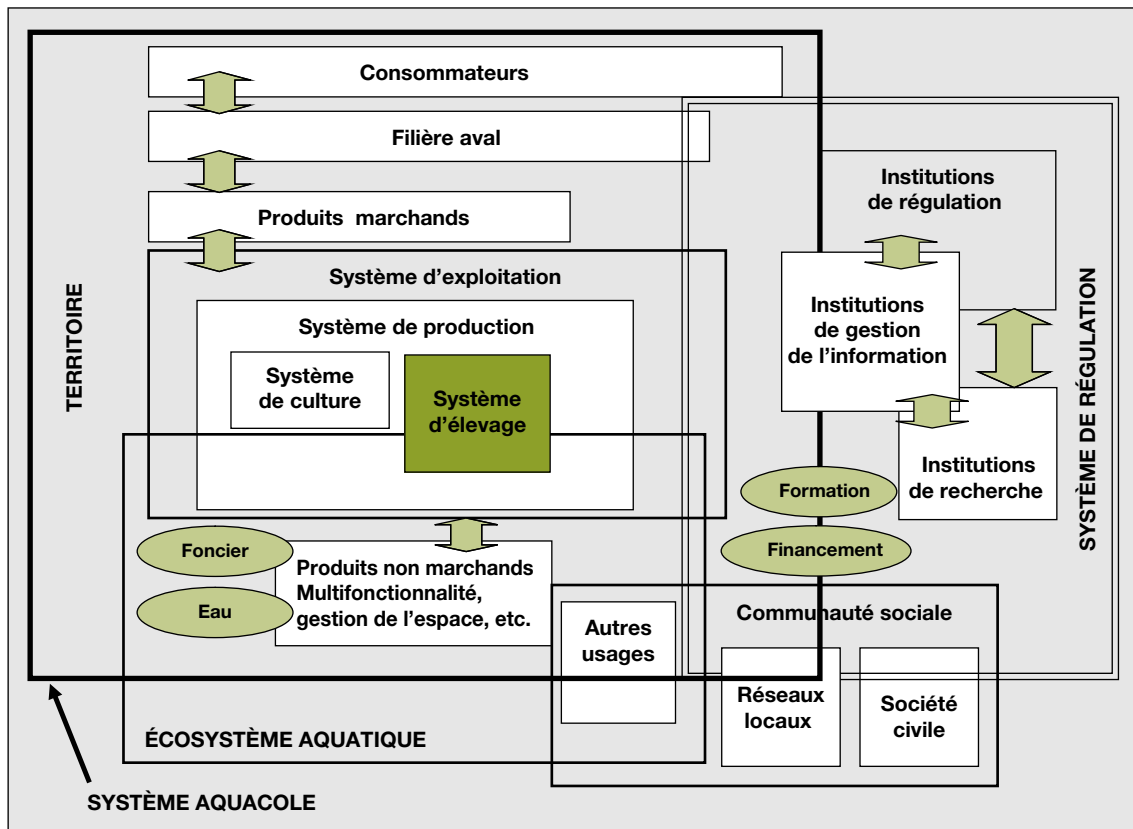 Consommateurs
Filière aval
Produits marchands
Système d'exploitation
Système de production
Système
de culture
Système
d'élevage
TERRITOIRE
Institutions
de régulation
Institutions
de gestion
de l'information
Institutions
de recherche
SYSTÈME DE RÉGULATION
Formation
Financement
Foncier
Eau
Produits non marchands
Multifonctionnalité,
gestion de l'espace, etc.
Autres
usages
Communauté sociale
Réseaux
locaux
Société
civile
ÉCOSYSTÈME AQUATIQUE
SYSTÈME AQUACOLE